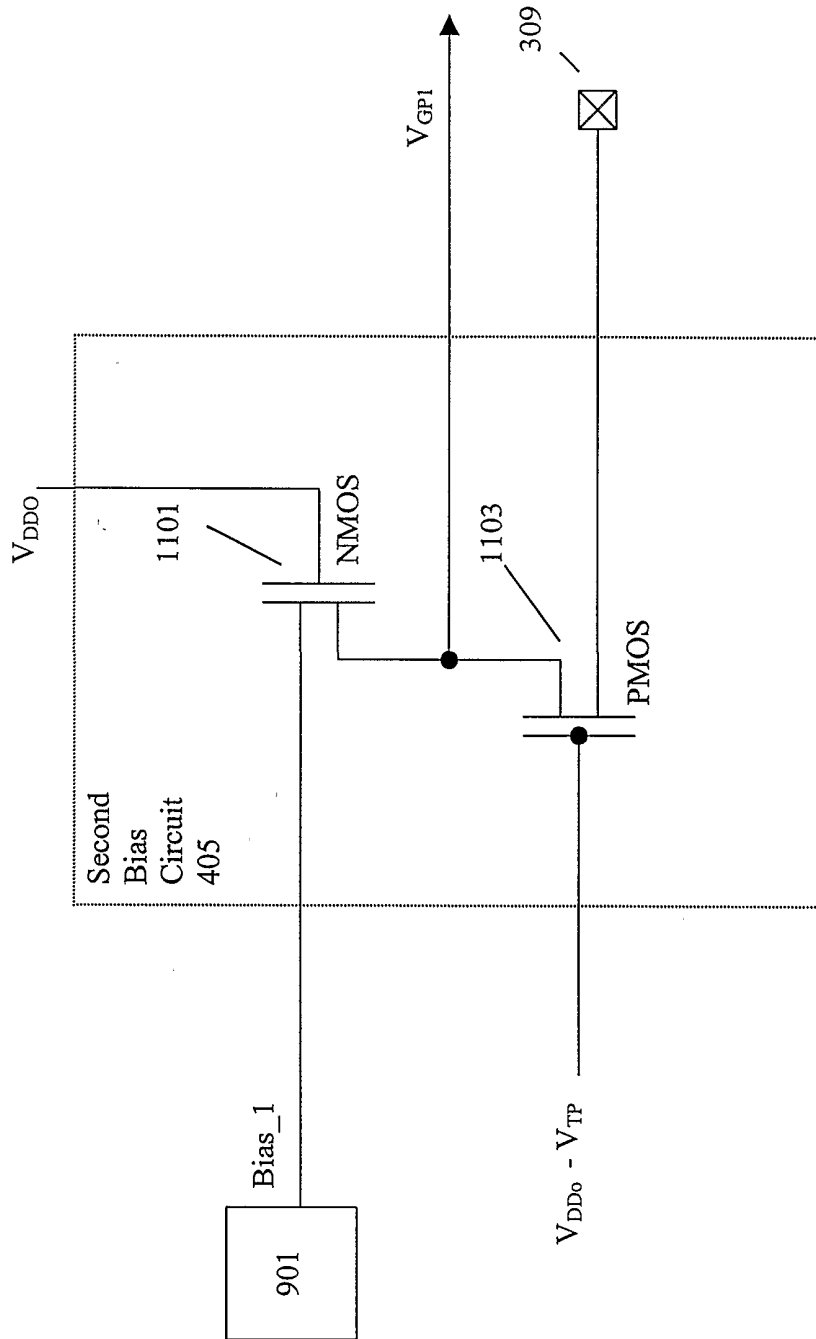 V_DDO
1101
NMOS
Second
Bias
Circuit
405
V_GP1
309
1103
PMOS
901
Bias_1
V_DDo - V_TP